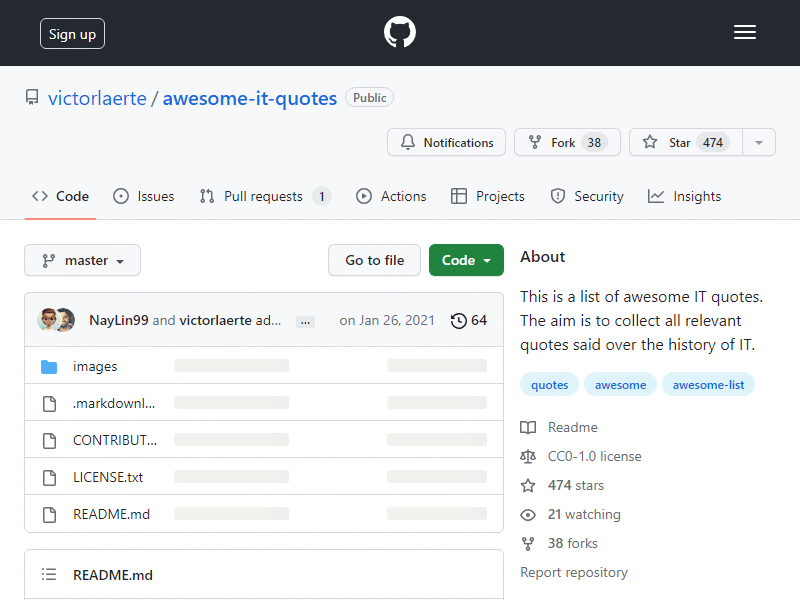 Sign up
victorlaerte / awesome-it-quotes Public
Notifications Fork 38 Star 474
Code Issues Pull requests 1 Actions Projects Security Insights
master Go to file Code
NayLin99 and victorlaerte ad... ... on Jan 26, 2021 64
images
.markdownl...
CONTRIBUT...
LICENSE.txt
README.md
README.md
About
This is a list of awesome IT quotes.
The aim is to collect all relevant
quotes said over the history of IT.
quotes awesome awesome-list
Readme
CC0-1.0 license
474 stars
21 watching
38 forks
Report repository